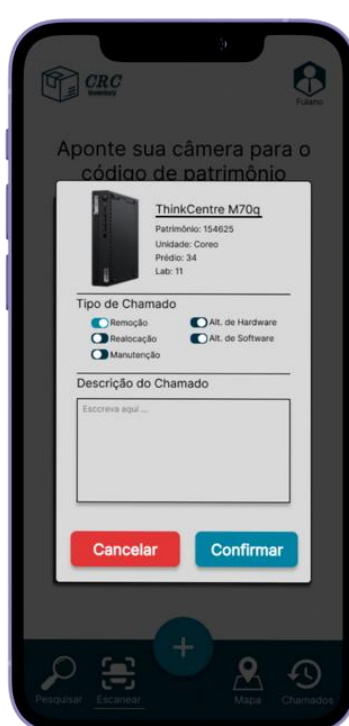 CRC
Inventory
Fulano
Aponte sua câmera para o
código de patrimônio
ThinkCentre M70q
Patrimônio: 154625
Unidade: Coreo
Prédio: 34
Lab: 11
Tipo de Chamado
Remoção
Alt. de Hardware
Realocação
Alt. de Software
Manutenção
Descrição do Chamado
Escreva aqui ...
Cancelar
Confirmar
+
Pesquisar
Escanear
Mapa
Chamados